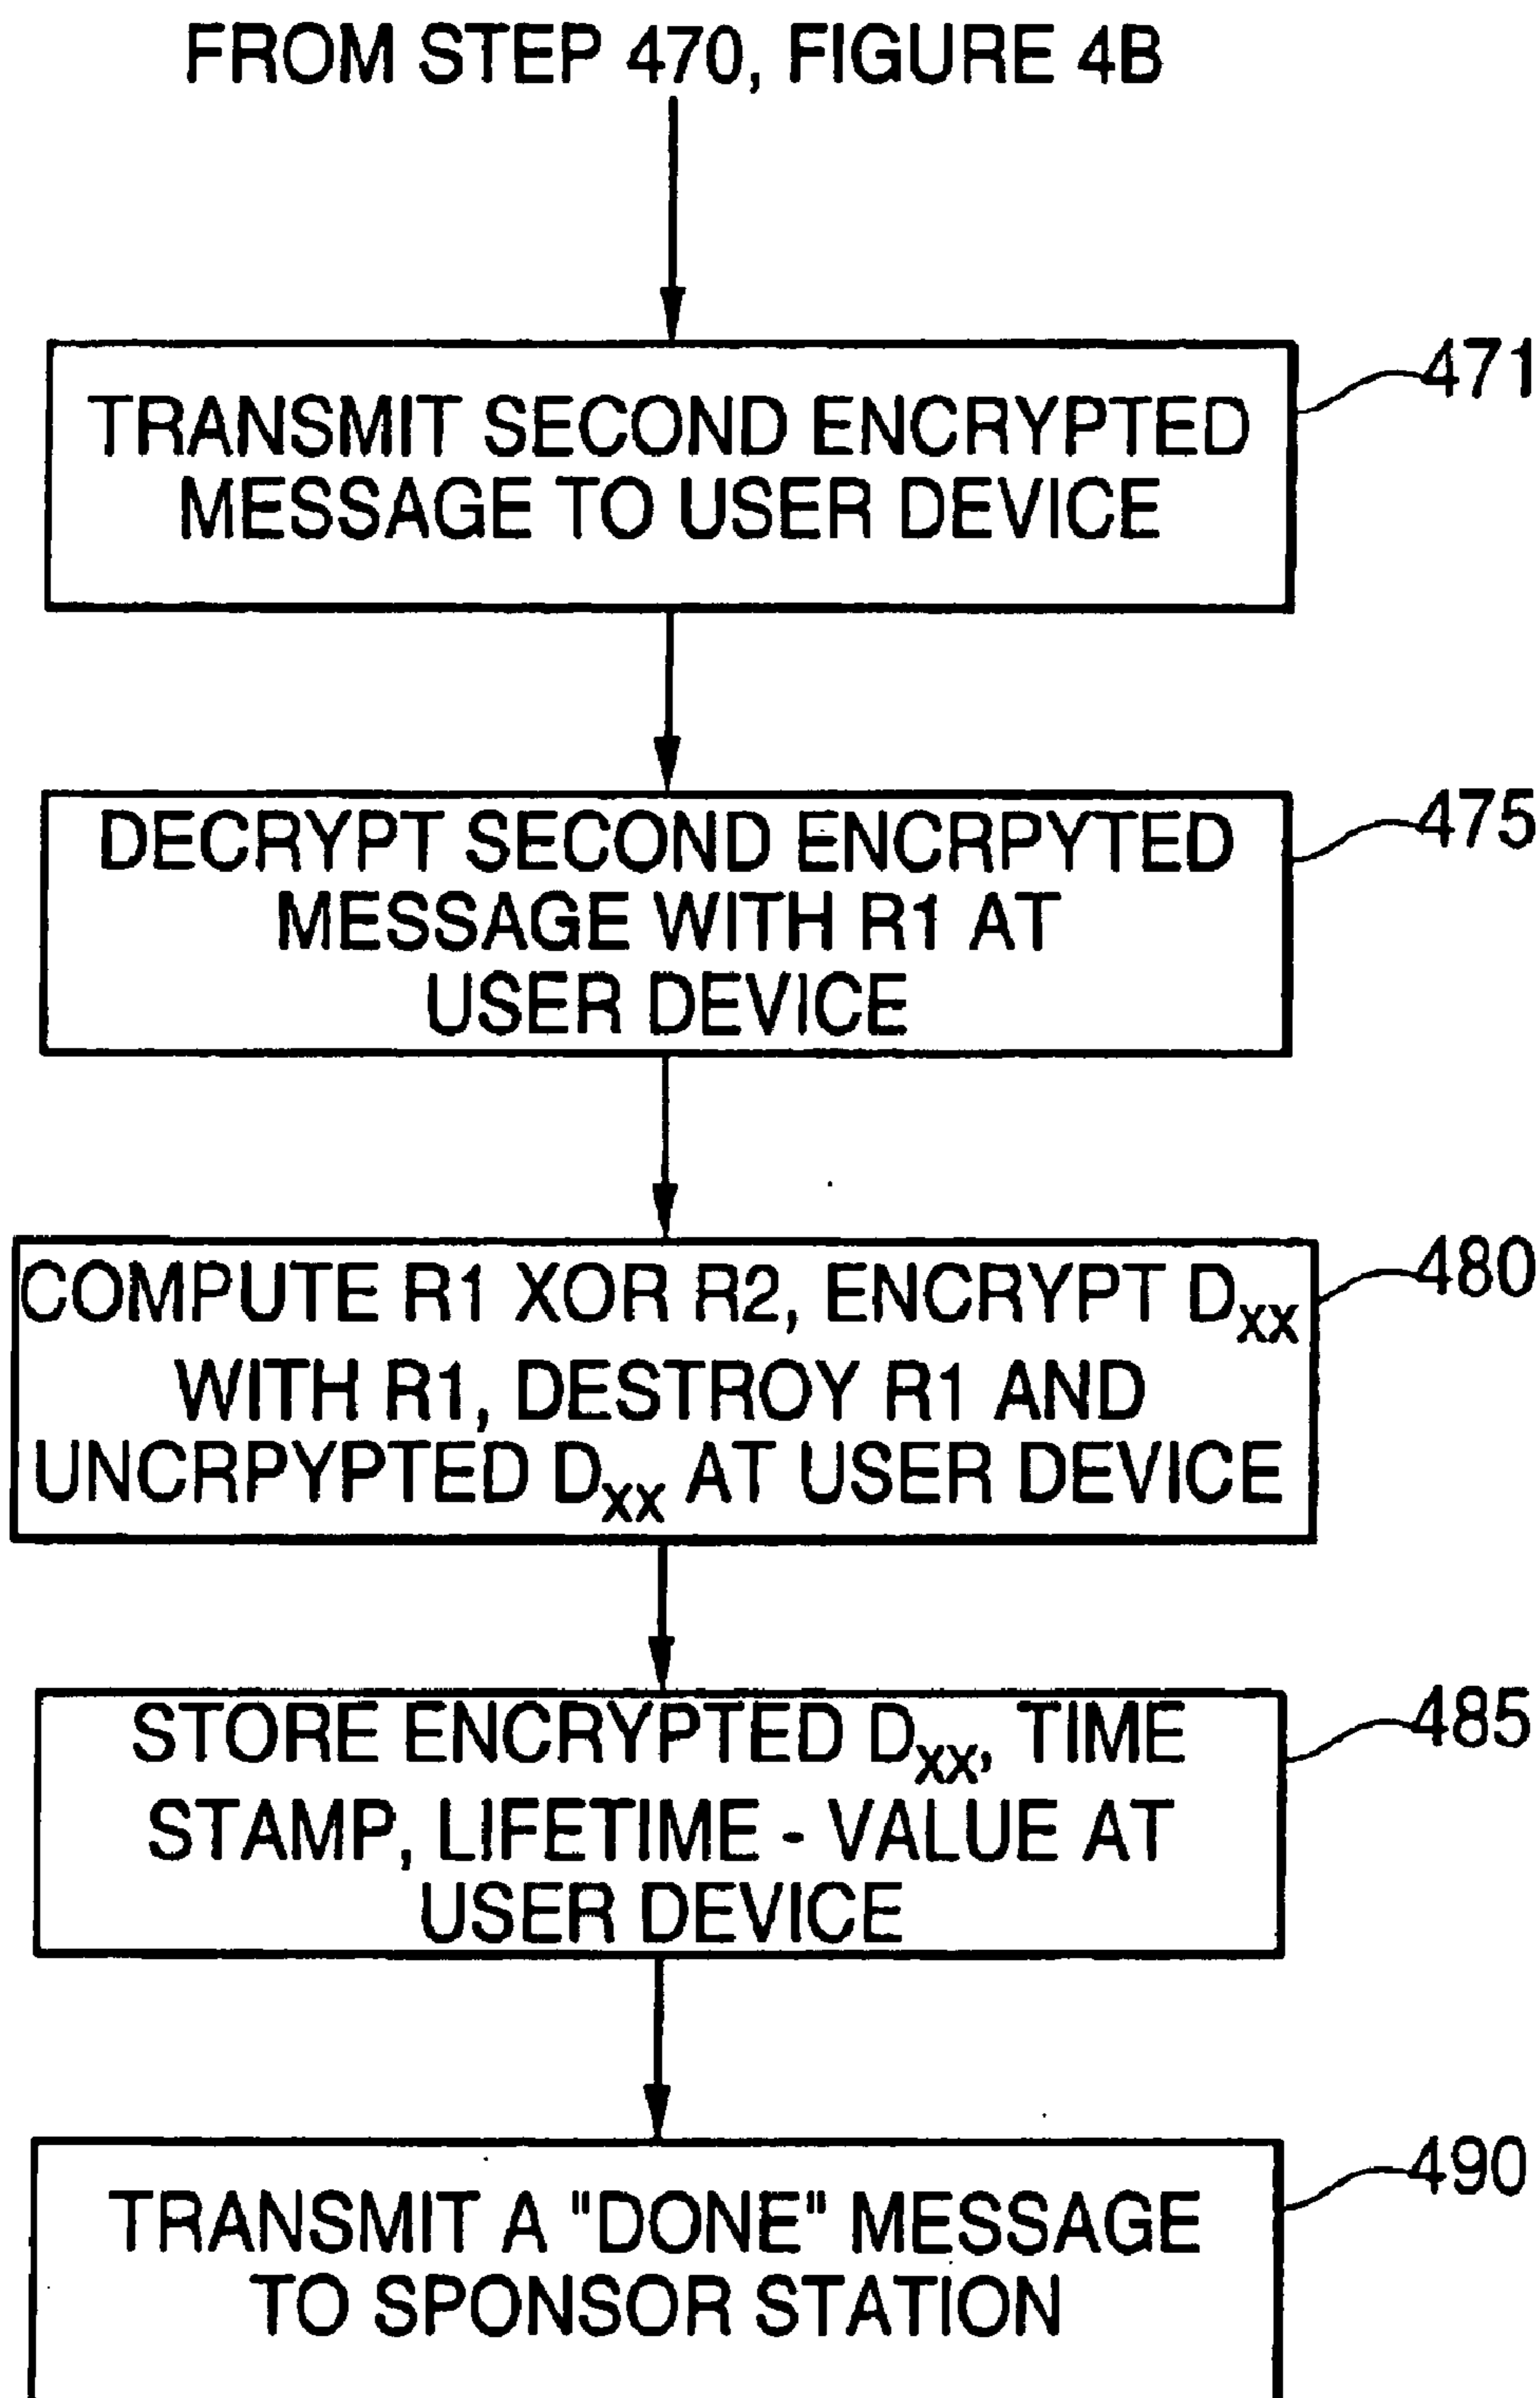 FROM STEP 470, FIGURE 4B
TRANSMIT SECOND ENCRYPTED
MESSAGE TO USER DEVICE
471
DECRYPT SECOND ENCRPYTED
MESSAGE WITH R1 AT
USER DEVICE
475
COMPUTE R1 XOR R2, ENCRYPT Dxx
WITH R1, DESTROY R1 AND
UNCRPYPTED Dxx AT USER DEVICE
480
STORE ENCRYPTED Dxx, TIME
STAMP, LIFETIME - VALUE AT
USER DEVICE
485
TRANSMIT A "DONE" MESSAGE
TO SPONSOR STATION
490